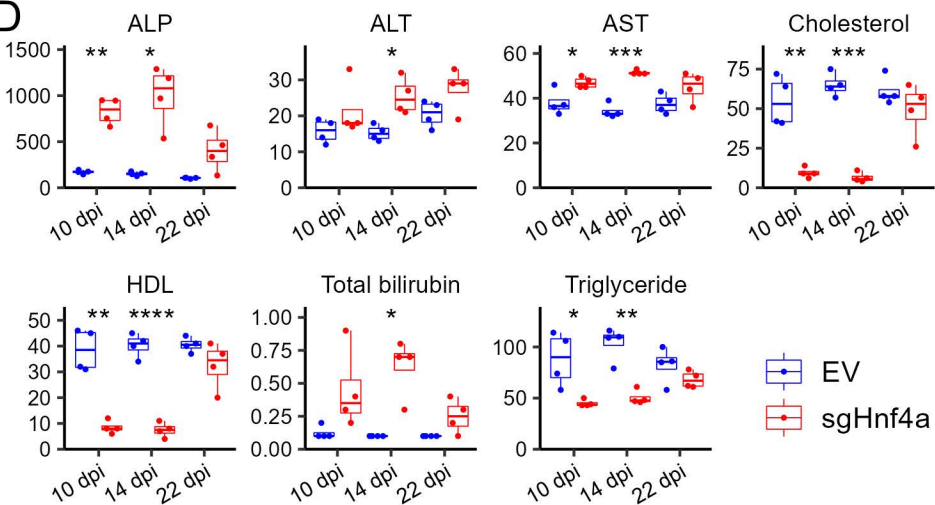 D
ALP ALT AST Cholesterol
1500 1000 500 0
** *
10 dpi 14 dpi 22 dpi
30 20 10 0
*
10 dpi 14 dpi 22 dpi
60 40 20 0
* ***
10 dpi 14 dpi 22 dpi
75 50 25 0
** ***
10 dpi 14 dpi 22 dpi
HDL Total bilirubin Triglyceride
50 40 30 20 10 0
** ****
10 dpi 14 dpi 22 dpi
1.00 0.75 0.50 0.25 0.00
*
10 dpi 14 dpi 22 dpi
100 50 0
* **
10 dpi 14 dpi 22 dpi
EV
sgHnf4a